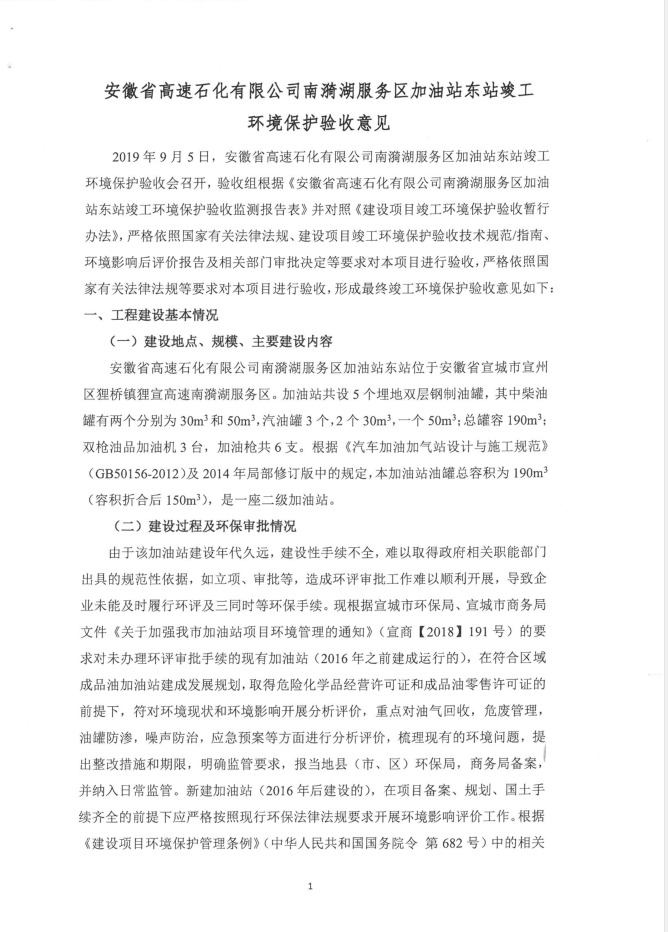 安徽省高速石化有限公司南漪湖服务区加油站东站竣工
环境保护验收意见
2019 年 9 月 5 日，安徽省高速石化有限公司南漪湖服务区加油站东站竣工
环境保护验收会召开，验收组根据《安徽省高速石化有限公司南漪湖服务区加油
站东站竣工环境保护验收监测报告表》并对照《建设项目竣工环境保护验收暂行
办法》，严格依照国家有关法律法规、建设项目竣工环境保护验收技术规范/指南、
环境影响后评价报告及相关部门审批决定等要求对本项目进行验收，严格依照国
家有关法律法规等要求对本项目进行验收，形成最终竣工环境保护验收意见如下：
一、工程建设基本情况
（一）建设地点、规模、主要建设内容
安徽省高速石化有限公司南漪湖服务区加油站东站位于安徽省宣城市宣州
区狸桥镇狸宣高速南漪湖服务区。加油站共设 5 个埋地双层钢制油罐，其中柴油
罐有两个分别为 30m³ 和 50m³，汽油罐 3 个，2 个 30m³，一个 50m³；总罐容 190m³；
双枪油品加油机 3 台，加油枪共 6 支。根据《汽车加油加气站设计与施工规范》
（GB50156-2012）及 2014 年局部修订版中的规定，本加油站油罐总容积为 190m³
（容积折合后 150m³），是一座二级加油站。
（二）建设过程及环保审批情况
由于该加油站建设年代久远，建设性手续不全，难以取得政府相关职能部门
出具的规范性依据，如立项、审批等，造成环评审批工作难以顺利开展，导致企
业未能及时履行环评及三同时等环保手续。现根据宣城市环保局、宣城市商务局
文件《关于加强我市加油站项目环境管理的通知》（宣商【2018】191 号）的要
求对未办理环评审批手续的现有加油站（2016 年之前建成运行的），在符合区域
成品油加油站建成发展规划，取得危险化学品经营许可证和成品油零售许可证的
前提下，符对环境现状和环境影响开展分析评价，重点对油气回收，危废管理，
油罐防渗，噪声防治，应急预案等方面进行分析评价，梳理现有的环境问题，提
出整改措施和期限，明确监管要求，报当地县（市、区）环保局，商务局备案，
并纳入日常监管。新建加油站（2016 年后建设的），在项目备案、规划、国土手
续齐全的前提下应严格按照现行环保法律法规要求开展环境影响评价工作。根据
《建设项目环境保护管理条例》（中华人民共和国国务院令 第 682 号）中的相关
1